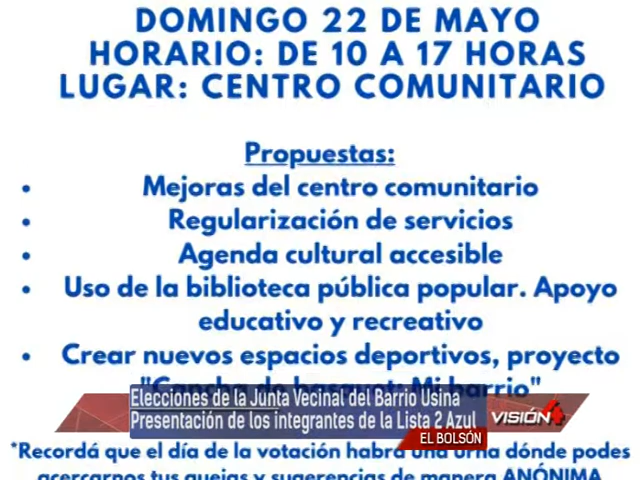 DOMINGO 22 DE MAYO
HORARIO: DE 10 A 17 HORAS
LUGAR: CENTRO COMUNITARIO
Propuestas:
• Mejoras del centro comunitario
• Regularización de servicios
• Agenda cultural accesible
• Uso de la biblioteca pública popular. Apoyo
educativo y recreativo
• Crear nuevos espacios deportivos, proyecto
"Cancha de basquet: Mi barrio"
Elecciones de la Junta Vecinal del Barrio Usina
Presentación de los integrantes de la Lista 2 Azul
VISIÓN
EL BOLSÓN
*Recordá que el día de la votación habrá una urna dónde podes
acercarnos tus quejas y sugerencias de manera ANÓNIMA